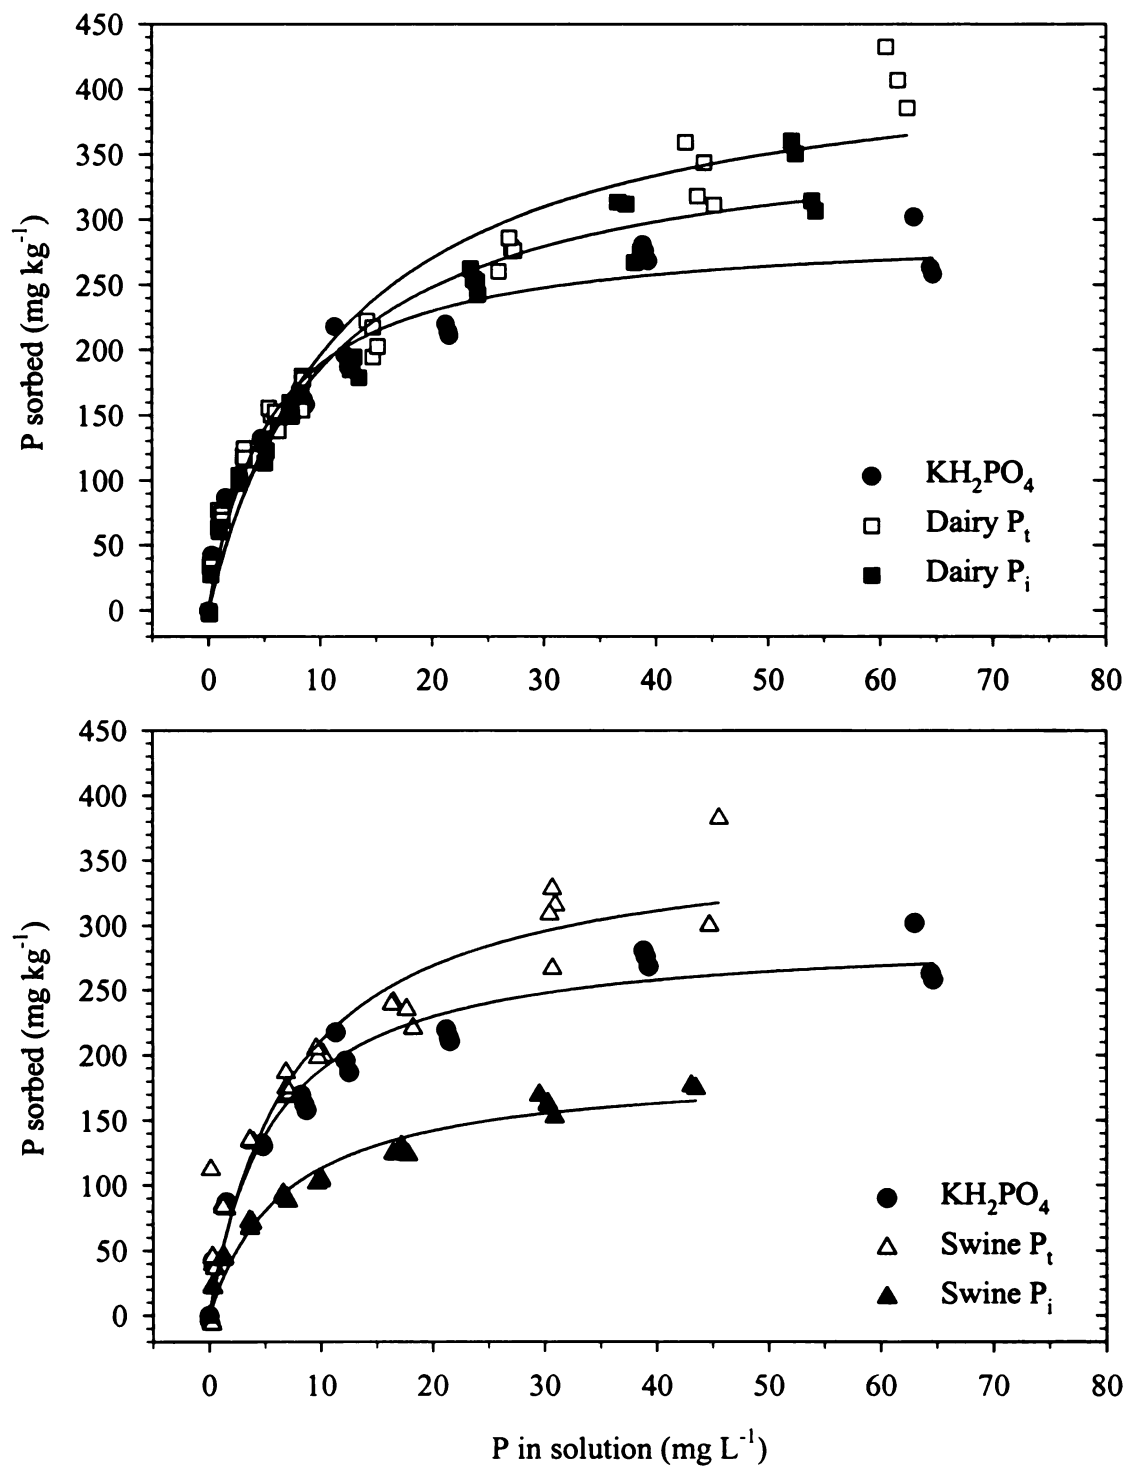 450
400
350
300
250
200
150
100
50
0
P sorbed (mg kg⁻¹)
KH₂PO₄
Dairy Pₜ
Dairy Pᵢ
0 10 20 30 40 50 60 70 80
450
400
350
300
250
200
150
100
50
0
P sorbed (mg kg⁻¹)
KH₂PO₄
Swine Pₜ
Swine Pᵢ
0 10 20 30 40 50 60 70 80
P in solution (mg L⁻¹)